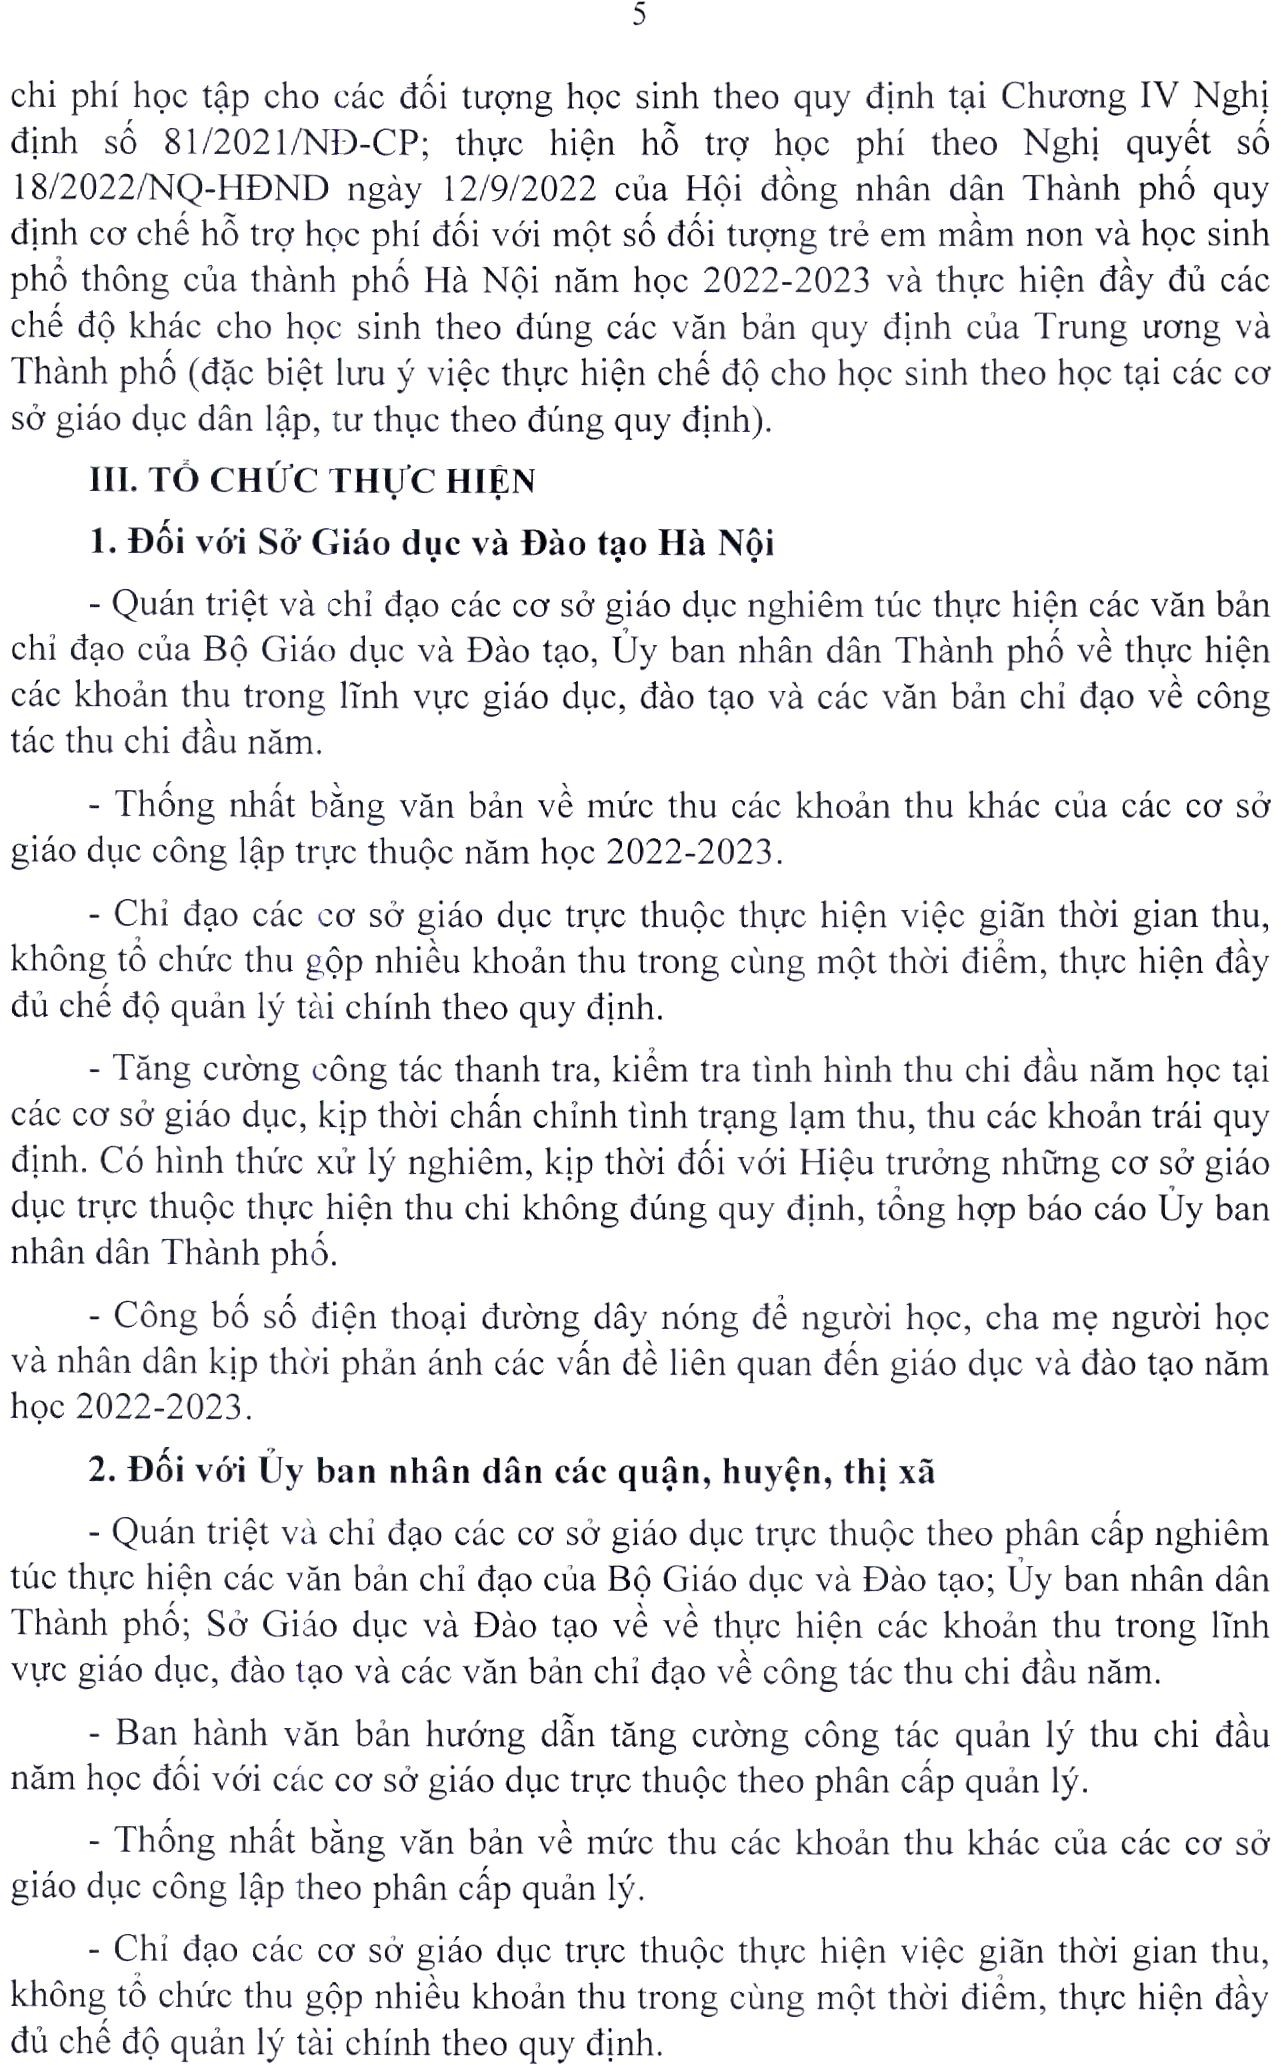 5
chi phí học tập cho các đối tượng học sinh theo quy định tại Chương IV Nghị
định số 81/2021/NĐ-CP; thực hiện hỗ trợ học phí theo Nghị quyết số
18/2022/NQ-HĐND ngày 12/9/2022 của Hội đồng nhân dân Thành phố quy
định cơ chế hỗ trợ học phí đối với một số đối tượng trẻ em mầm non và học sinh
phổ thông của thành phố Hà Nội năm học 2022-2023 và thực hiện đầy đủ các
chế độ khác cho học sinh theo đúng các văn bản quy định của Trung ương và
Thành phố (đặc biệt lưu ý việc thực hiện chế độ cho học sinh theo học tại các cơ
sở giáo dục dân lập, tư thục theo đúng quy định).
III. TỔ CHỨC THỰC HIỆN
1. Đối với Sở Giáo dục và Đào tạo Hà Nội
- Quán triệt và chỉ đạo các cơ sở giáo dục nghiêm túc thực hiện các văn bản
chỉ đạo của Bộ Giáo dục và Đào tạo, Ủy ban nhân dân Thành phố về thực hiện
các khoản thu trong lĩnh vực giáo dục, đào tạo và các văn bản chỉ đạo về công
tác thu chi đầu năm.
- Thống nhất bằng văn bản về mức thu các khoản thu khác của các cơ sở
giáo dục công lập trực thuộc năm học 2022-2023.
- Chỉ đạo các cơ sở giáo dục trực thuộc thực hiện việc giãn thời gian thu,
không tổ chức thu gộp nhiều khoản thu trong cùng một thời điểm, thực hiện đầy
đủ chế độ quản lý tài chính theo quy định.
- Tăng cường công tác thanh tra, kiểm tra tình hình thu chi đầu năm học tại
các cơ sở giáo dục, kịp thời chấn chỉnh tình trạng lạm thu, thu các khoản trái quy
định. Có hình thức xử lý nghiêm, kịp thời đối với Hiệu trưởng những cơ sở giáo
dục trực thuộc thực hiện thu chi không đúng quy định, tổng hợp báo cáo Ủy ban
nhân dân Thành phố.
- Công bố số điện thoại đường dây nóng để người học, cha mẹ người học
và nhân dân kịp thời phản ánh các vấn đề liên quan đến giáo dục và đào tạo năm
học 2022-2023.
2. Đối với Ủy ban nhân dân các quận, huyện, thị xã
- Quán triệt và chỉ đạo các cơ sở giáo dục trực thuộc theo phân cấp nghiêm
túc thực hiện các văn bản chỉ đạo của Bộ Giáo dục và Đào tạo; Ủy ban nhân dân
Thành phố; Sở Giáo dục và Đào tạo về về thực hiện các khoản thu trong lĩnh
vực giáo dục, đào tạo và các văn bản chỉ đạo về công tác thu chi đầu năm.
- Ban hành văn bản hướng dẫn tăng cường công tác quản lý thu chi đầu
năm học đối với các cơ sở giáo dục trực thuộc theo phân cấp quản lý.
- Thống nhất bằng văn bản về mức thu các khoản thu khác của các cơ sở
giáo dục công lập theo phân cấp quản lý.
- Chỉ đạo các cơ sở giáo dục trực thuộc thực hiện việc giãn thời gian thu,
không tổ chức thu gộp nhiều khoản thu trong cùng một thời điểm, thực hiện đầy
đủ chế độ quản lý tài chính theo quy định.